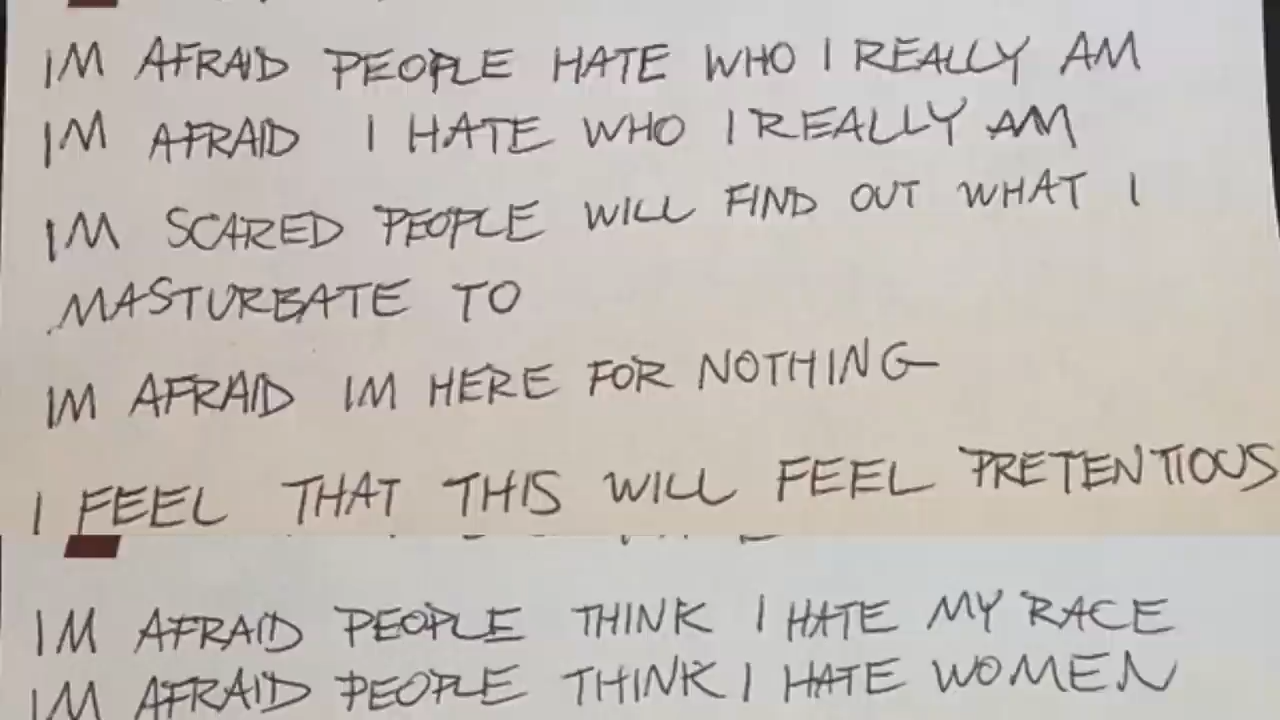 IM AFRAID PEOPLE HATE WHO I REALLY AM
IM AFRAID I HATE WHO I REALLY AM
IM SCARED PEOPLE WILL FIND OUT WHAT I
MASTURBATE TO
IM AFRAID IM HERE FOR NOTHING
I FEEL THAT THIS WILL FEEL PRETENTIOUS
IM AFRAID PEOPLE THINK I HATE MY RACE
IM AFRAID PEOPLE THINK I HATE WOMEN